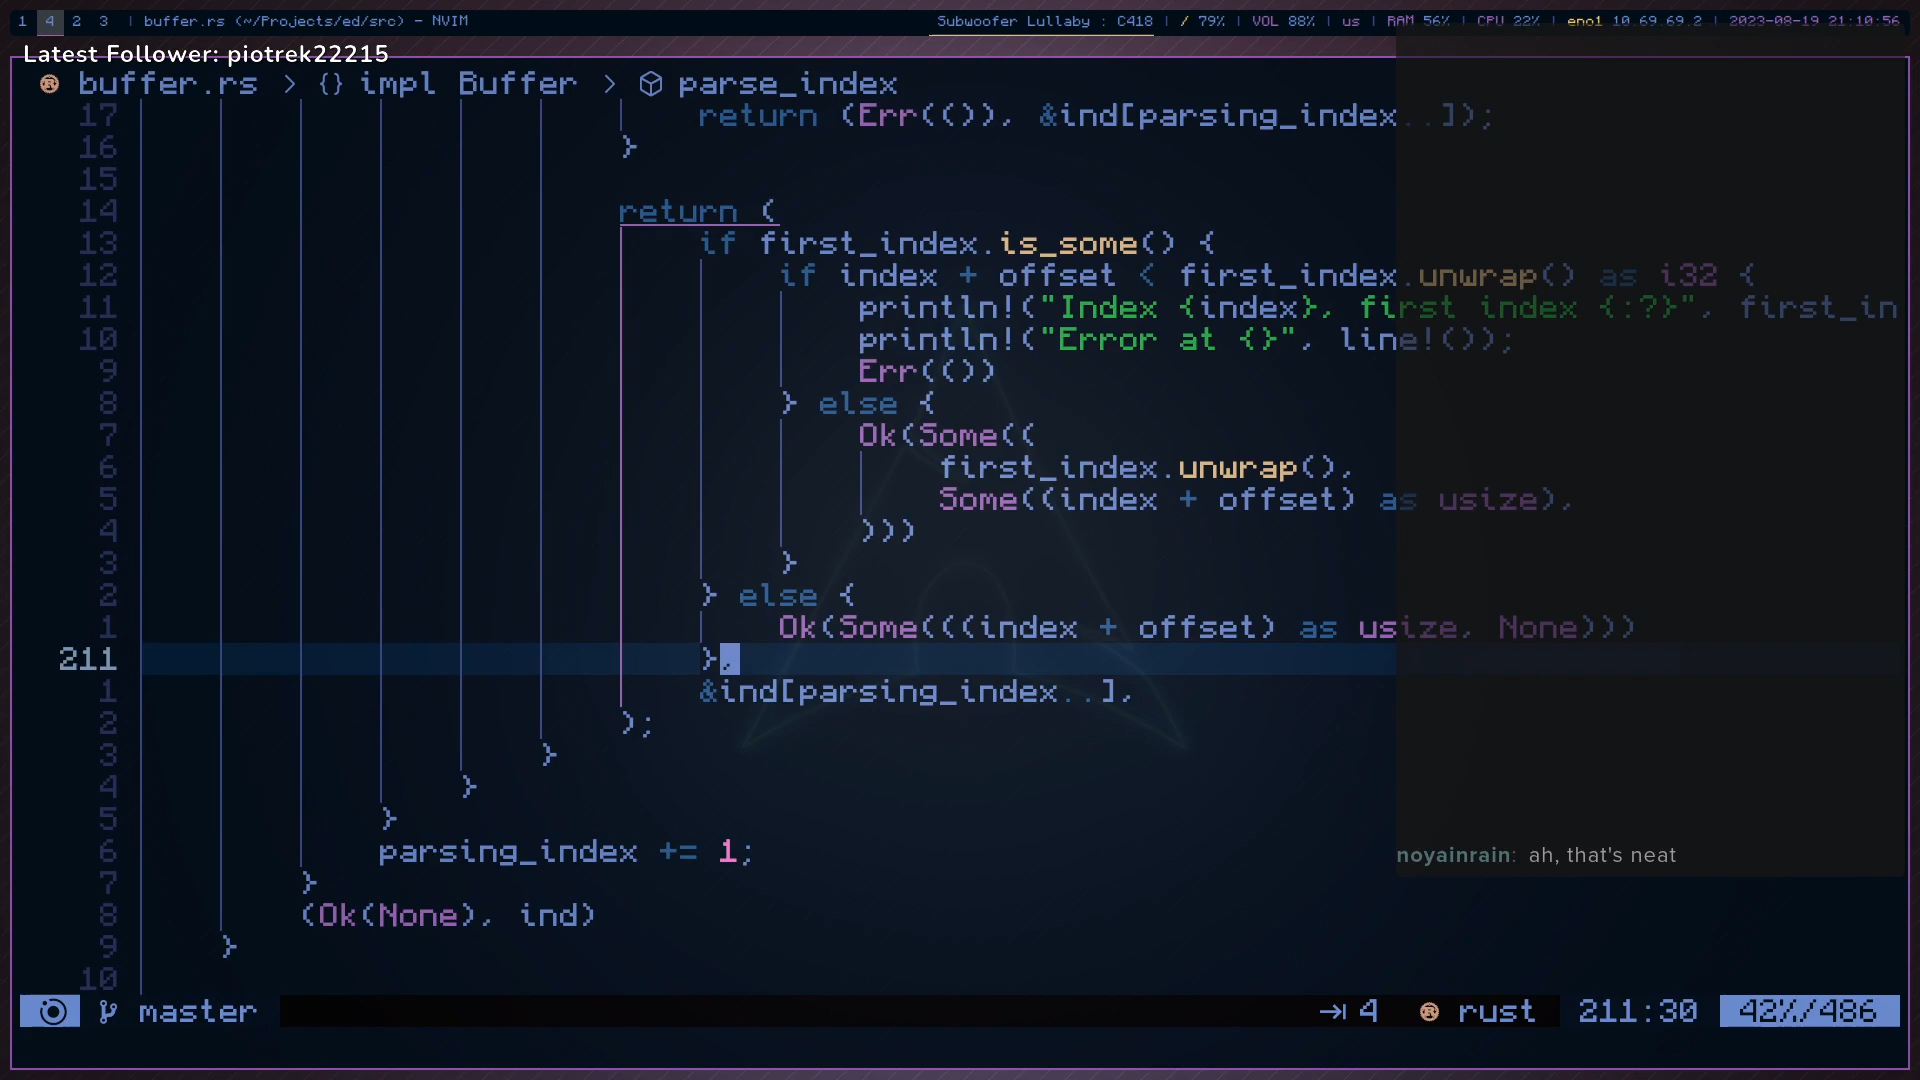 1 4 2 3 | buffer.rs (~/Projects/ed/src) - NVIM Subwoofer Lullaby : C418 | / 79% | VOL 88% | us | RAM 56% | CPU 22% | eno1 10.69.69.2 | 2023-08-19 21:10:56
Latest Follower: piotrek22215
buffer.rs > {} impl Buffer > parse_index
17 return (Err(()), &ind[parsing_index..]);
16 }
15
14 return (
13 if first_index.is_some() {
12 if index + offset < first_index.unwrap() as i32 {
11 println!("Index {index}, first index {:?}", first_in
10 println!("Error at {}", line!());
9 Err(())
8 } else {
7 Ok(Some((
6 first_index.unwrap(),
5 Some((index + offset) as usize),
4 )))
3 }
2 } else {
1 Ok(Some(((index + offset) as usize, None)))
211 },
1 &ind[parsing_index..],
2 );
3 }
4 }
5 }
6 parsing_index += 1;
7 }
8 (Ok(None), ind)
9 }
10
noyainrain: ah, that's neat
master 4 rust 211:30 42%/486